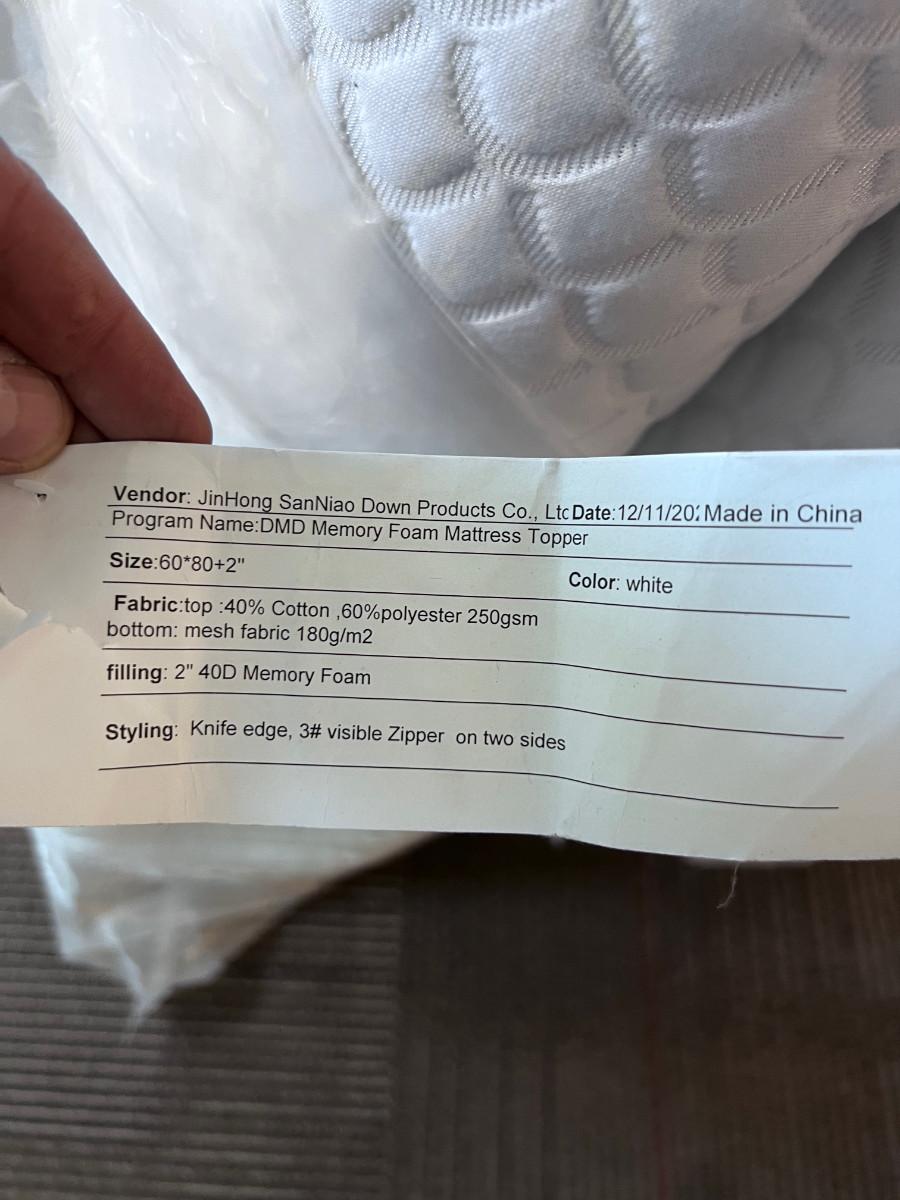 Vendor: JinHong SanNiao Down Products Co., Ltc Date:12/11/202 Made in China
Program Name:DMD Memory Foam Mattress Topper
Size:60*80+2" Color: white
Fabric:top :40% Cotton ,60%polyester 250gsm
bottom: mesh fabric 180g/m2
filling: 2" 40D Memory Foam
Styling: Knife edge, 3# visible Zipper on two sides